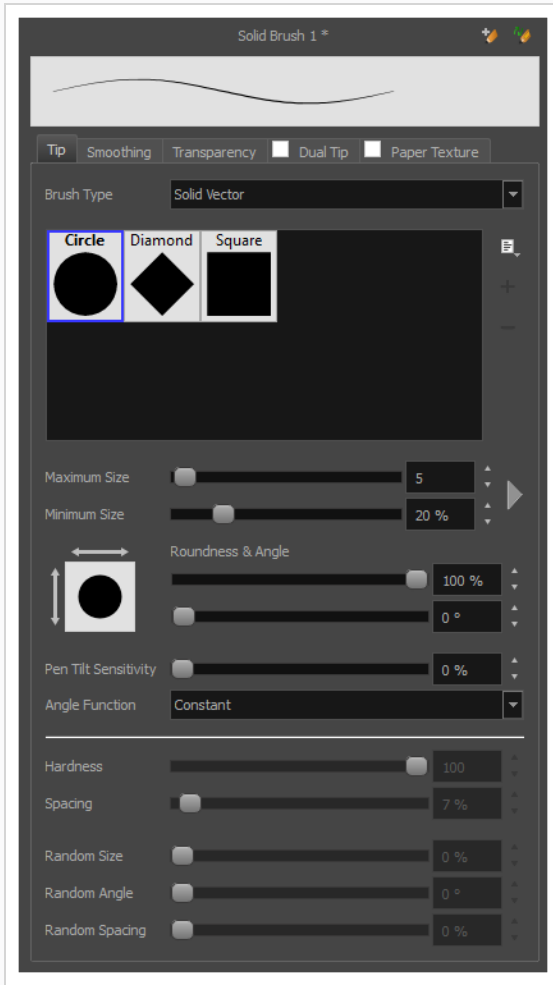 Solid Brush 1 *
Tip Smoothing Transparency Dual Tip Paper Texture
Brush Type Solid Vector
Circle Diamond Square
Maximum Size 5
Minimum Size 20 %
Roundness & Angle
100 %
0 °
Pen Tilt Sensitivity 0 %
Angle Function Constant
Hardness 100
Spacing 7 %
Random Size 0 %
Random Angle 0 °
Random Spacing 0 %